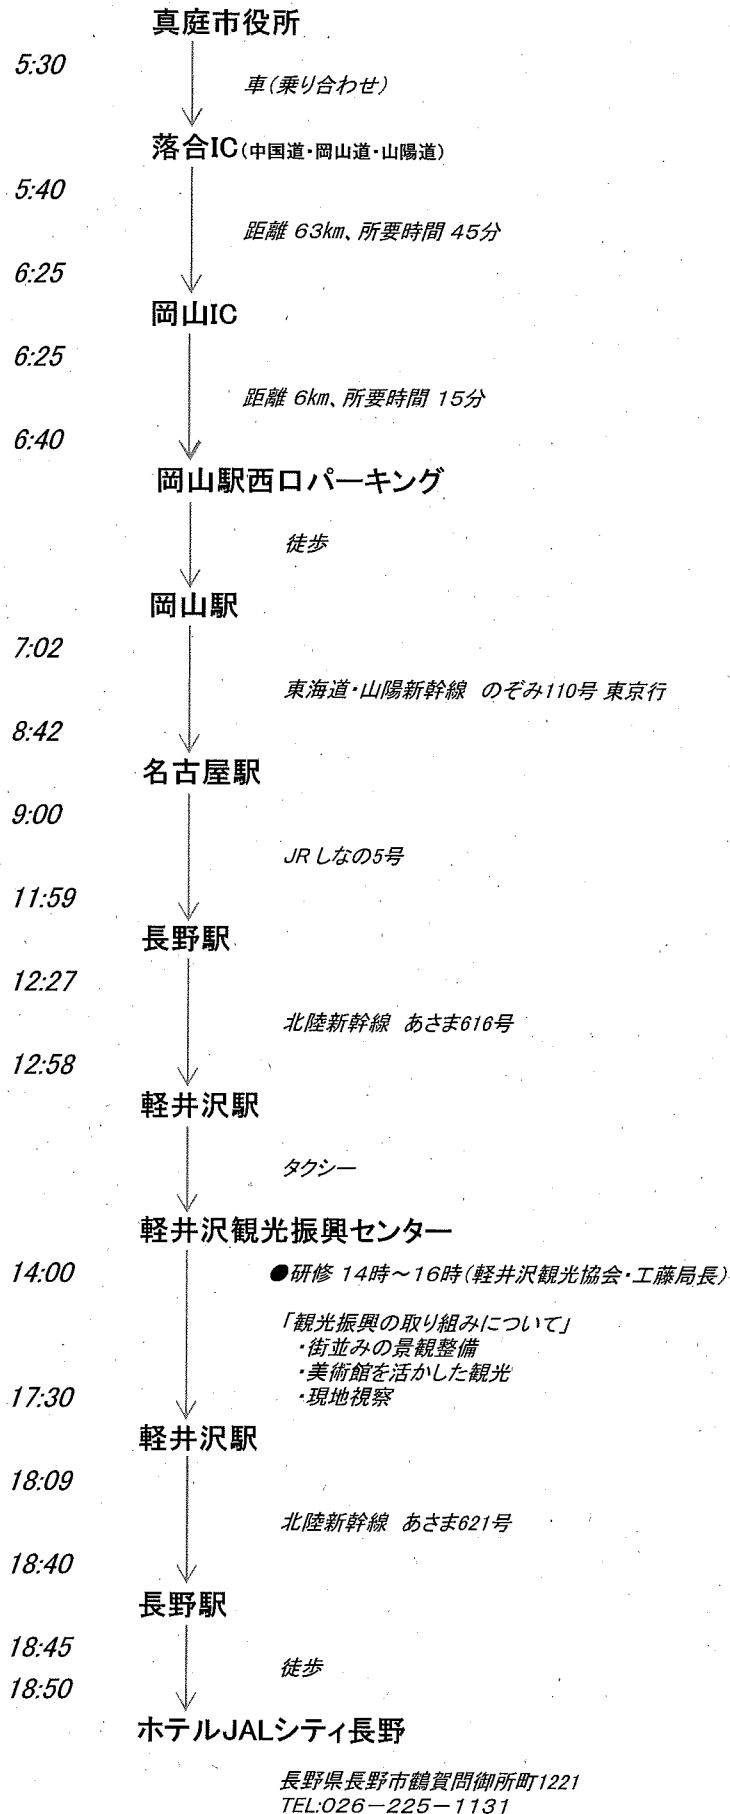 真庭市役所
5:30
車（乗り合わせ）
落合IC（中国道・岡山道・山陽道）
5:40
距離 63㎞、所要時間 45分
6:25
岡山IC
6:25
距離 6㎞、所要時間 15分
6:40
岡山駅西口パーキング
徒歩
岡山駅
7:02
東海道・山陽新幹線 のぞみ110号 東京行
8:42
名古屋駅
9:00
JR しなの5号
11:59
長野駅
12:27
北陸新幹線 あさま616号
12:58
軽井沢駅
タクシー
軽井沢観光振興センター
14:00
●研修 14時～16時（軽井沢観光協会・工藤局長）
「観光振興の取り組みについて」
・街並みの景観整備
・美術館を活かした観光
17:30
・現地視察
軽井沢駅
18:09
北陸新幹線 あさま621号
18:40
長野駅
18:45
徒歩
18:50
ホテルJALシティ長野
長野県長野市鶴賀問御所町1221
TEL:026－225－1131